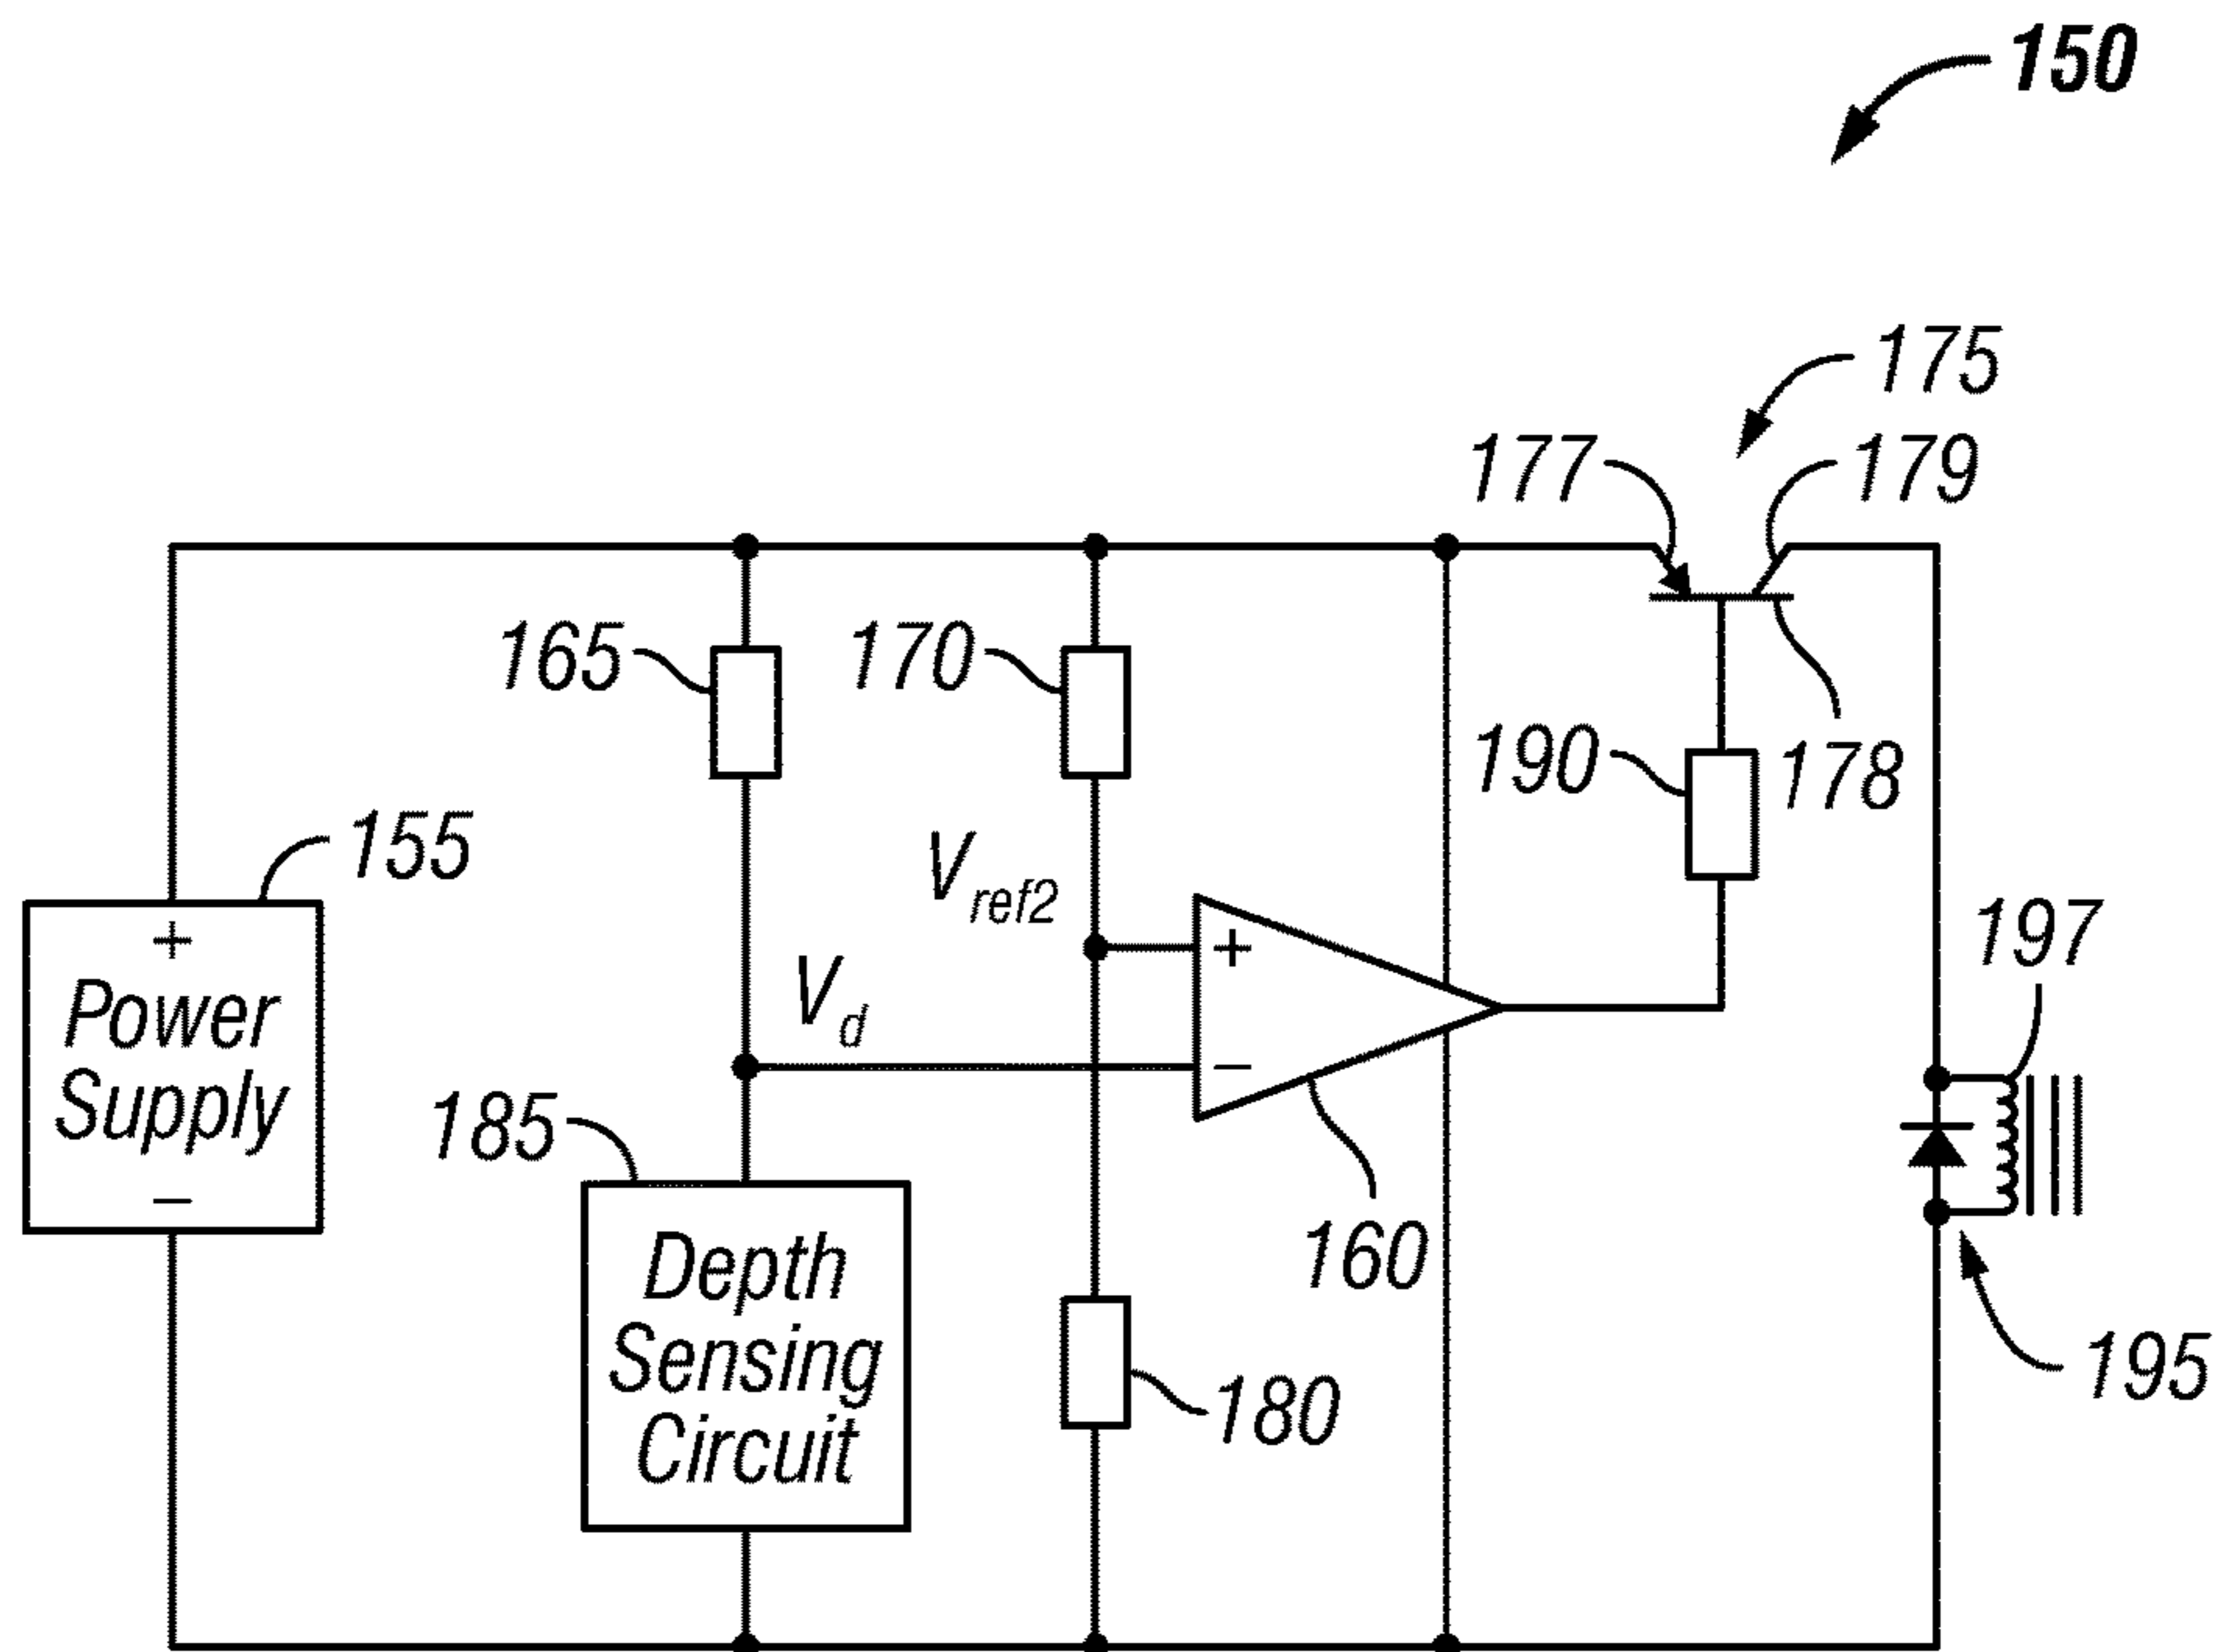 150
175
177
179
165
170
190
178
155
V ref2
197
+
Power
Supply
−
+
V d
−
185
160
Depth
Sensing
Circuit
180
195